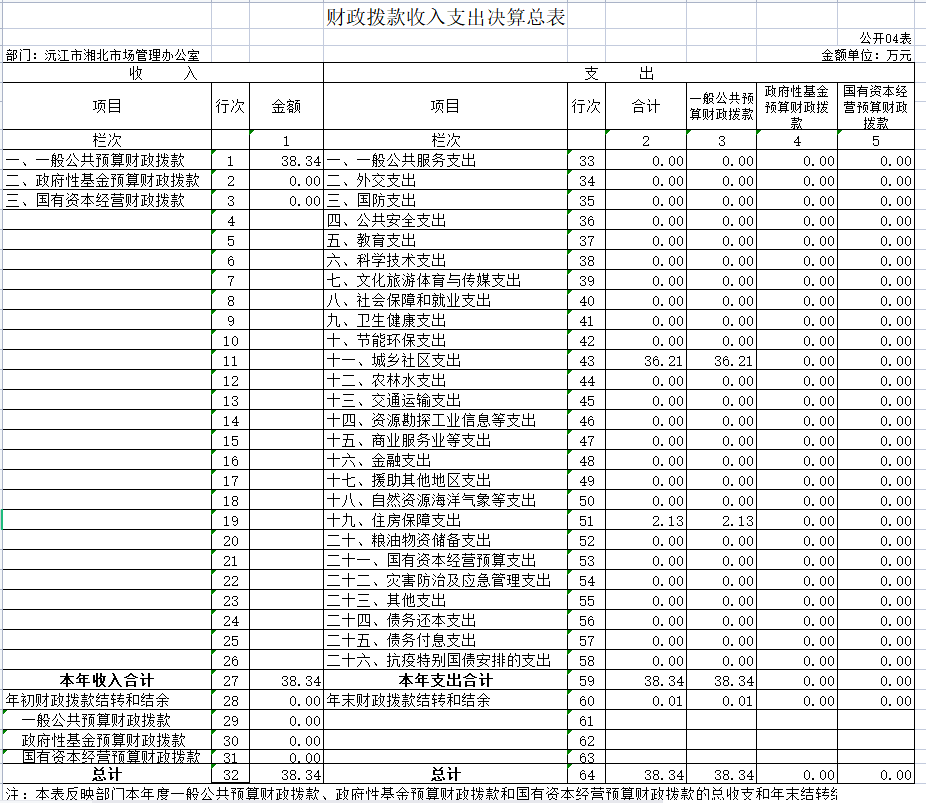 财政拨款收入支出决算总表
公开04表
部门：沅江市湘北市场管理办公室 金额单位：万元
收 入 支 出
项目 行次 金额 项目 行次 合计 一般公共预算财政拨款 政府性基金预算财政拨款 国有资本经营预算财政拨款
栏次 1 栏次 2 3 4 5
一、一般公共预算财政拨款 1 38.34 一、一般公共服务支出 33 0.00 0.00 0.00 0.00
二、政府性基金预算财政拨款 2 0.00 二、外交支出 34 0.00 0.00 0.00 0.00
三、国有资本经营财政拨款 3 0.00 三、国防支出 35 0.00 0.00 0.00 0.00
4 四、公共安全支出 36 0.00 0.00 0.00 0.00
5 五、教育支出 37 0.00 0.00 0.00 0.00
6 六、科学技术支出 38 0.00 0.00 0.00 0.00
7 七、文化旅游体育与传媒支出 39 0.00 0.00 0.00 0.00
8 八、社会保障和就业支出 40 0.00 0.00 0.00 0.00
9 九、卫生健康支出 41 0.00 0.00 0.00 0.00
10 十、节能环保支出 42 0.00 0.00 0.00 0.00
11 十一、城乡社区支出 43 36.21 36.21 0.00 0.00
12 十二、农林水支出 44 0.00 0.00 0.00 0.00
13 十三、交通运输支出 45 0.00 0.00 0.00 0.00
14 十四、资源勘探工业信息等支出 46 0.00 0.00 0.00 0.00
15 十五、商业服务业等支出 47 0.00 0.00 0.00 0.00
16 十六、金融支出 48 0.00 0.00 0.00 0.00
17 十七、援助其他地区支出 49 0.00 0.00 0.00 0.00
18 十八、自然资源海洋气象等支出 50 0.00 0.00 0.00 0.00
19 十九、住房保障支出 51 2.13 2.13 0.00 0.00
20 二十、粮油物资储备支出 52 0.00 0.00 0.00 0.00
21 二十一、国有资本经营预算支出 53 0.00 0.00 0.00 0.00
22 二十二、灾害防治及应急管理支出 54 0.00 0.00 0.00 0.00
23 二十三、其他支出 55 0.00 0.00 0.00 0.00
24 二十四、债务还本支出 56 0.00 0.00 0.00 0.00
25 二十五、债务付息支出 57 0.00 0.00 0.00 0.00
26 二十六、抗疫特别国债安排的支出 58 0.00 0.00 0.00 0.00
本年收入合计 27 38.34 本年支出合计 59 38.34 38.34 0.00 0.00
年初财政拨款结转和结余 28 0.00 年末财政拨款结转和结余 60 0.01 0.01 0.00 0.00
一般公共预算财政拨款 29 0.00 61
政府性基金预算财政拨款 30 0.00 62
国有资本经营预算财政拨款 31 0.00 63
总计 32 38.34 总计 64 38.34 38.34 0.00 0.00
注：本表反映部门本年度一般公共预算财政拨款、政府性基金预算财政拨款和国有资本经营预算财政拨款的总收支和年末结转结